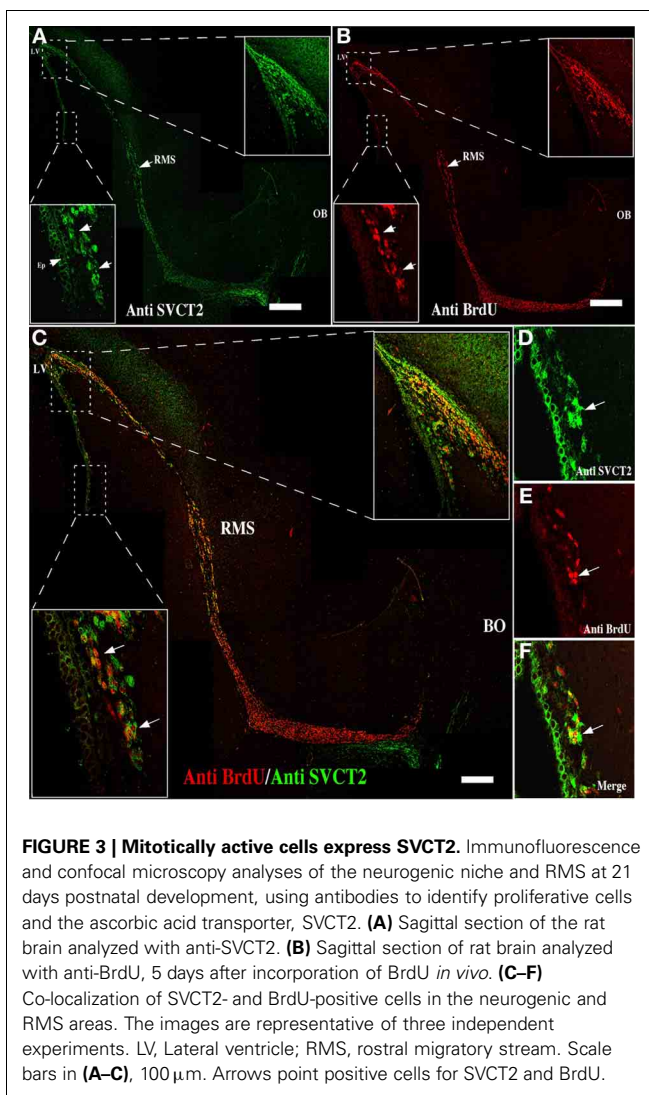 A
LV
RMS
OB
Ep.
Anti SVCT2
B
LV
RMS
OB
Anti BrdU
C
LV
RMS
BO
Anti BrdU/Anti SVCT2
D
Anti SVCT2
E
Anti BrdU
F
Merge
FIGURE 3 | Mitotically active cells express SVCT2. Immunofluorescence
and confocal microscopy analyses of the neurogenic niche and RMS at 21
days postnatal development, using antibodies to identify proliferative cells
and the ascorbic acid transporter, SVCT2. (A) Sagittal section of the rat
brain analyzed with anti-SVCT2. (B) Sagittal section of rat brain analyzed
with anti-BrdU, 5 days after incorporation of BrdU in vivo. (C–F)
Co-localization of SVCT2- and BrdU-positive cells in the neurogenic and
RMS areas. The images are representative of three independent
experiments. LV, Lateral ventricle; RMS, rostral migratory stream. Scale
bars in (A–C), 100 μm. Arrows point positive cells for SVCT2 and BrdU.